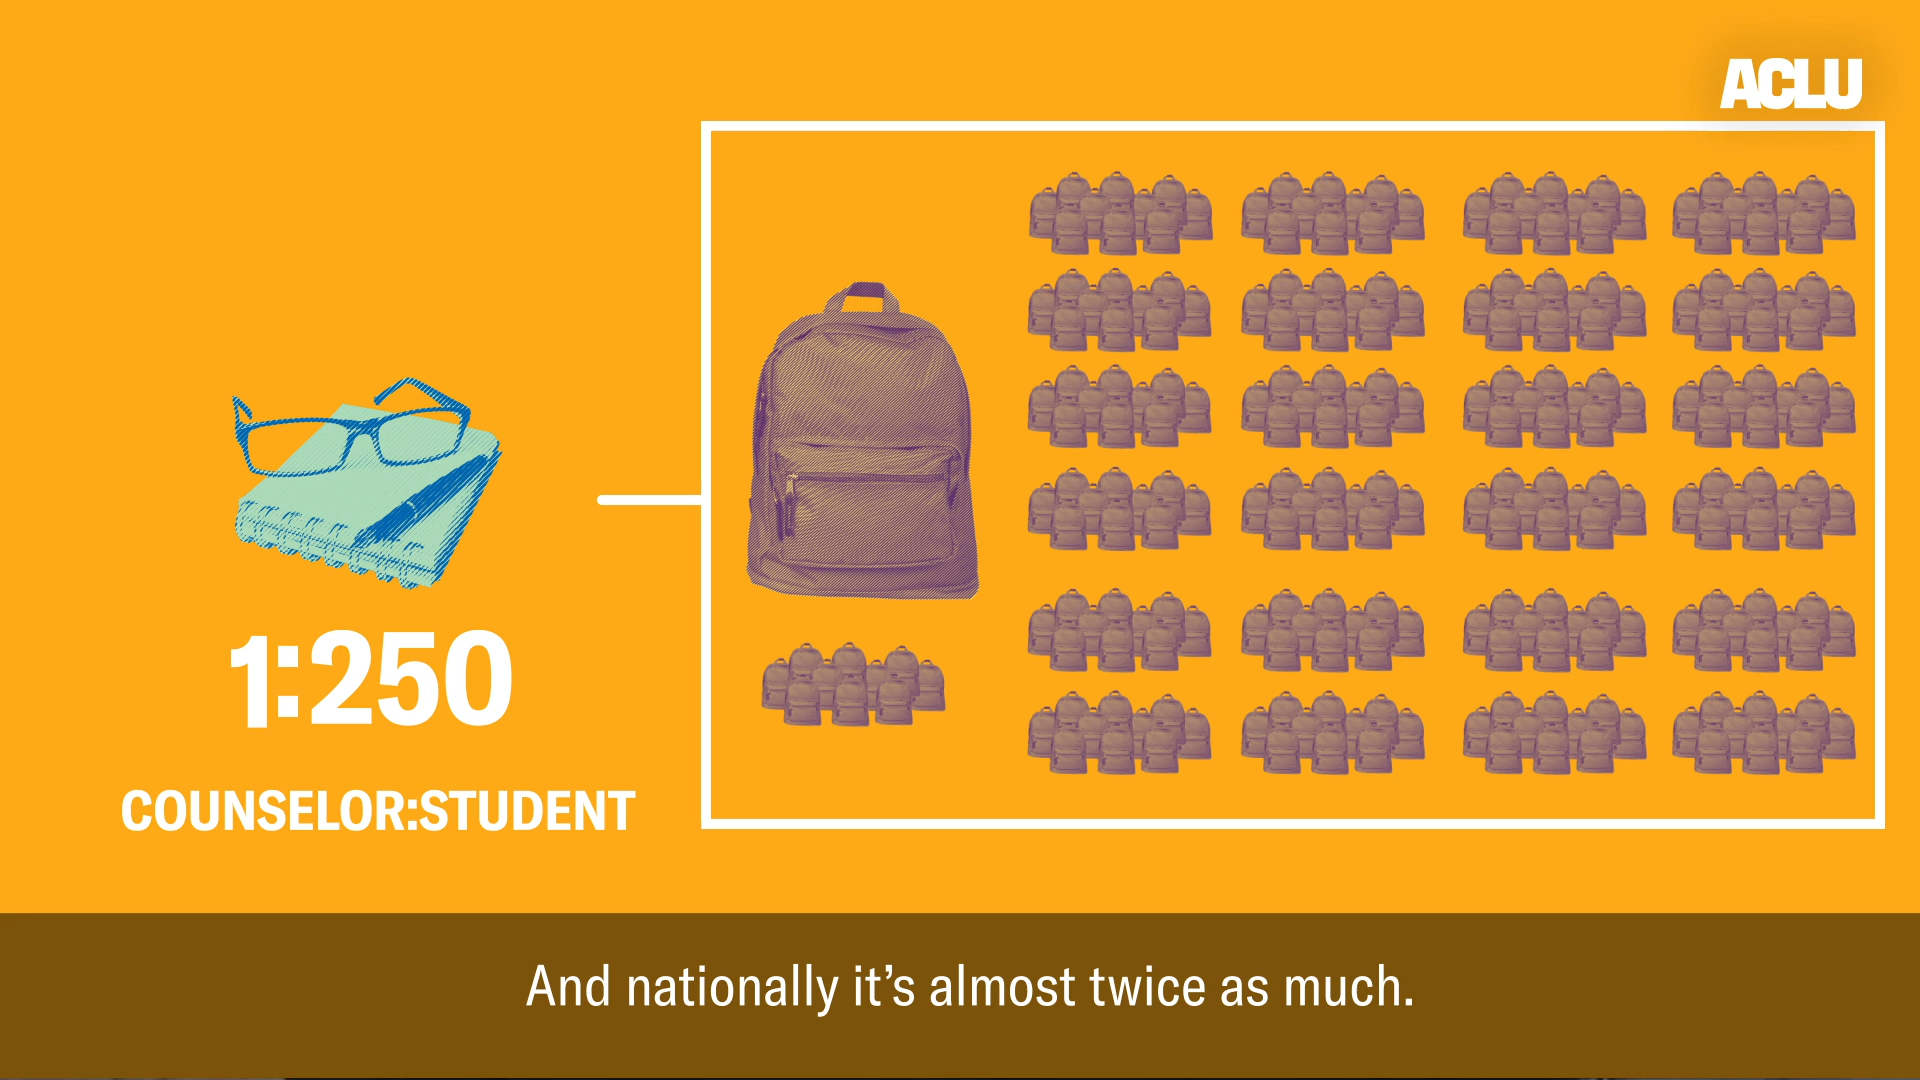 ACLU
1:250
COUNSELOR:STUDENT
And nationally it's almost twice as much.